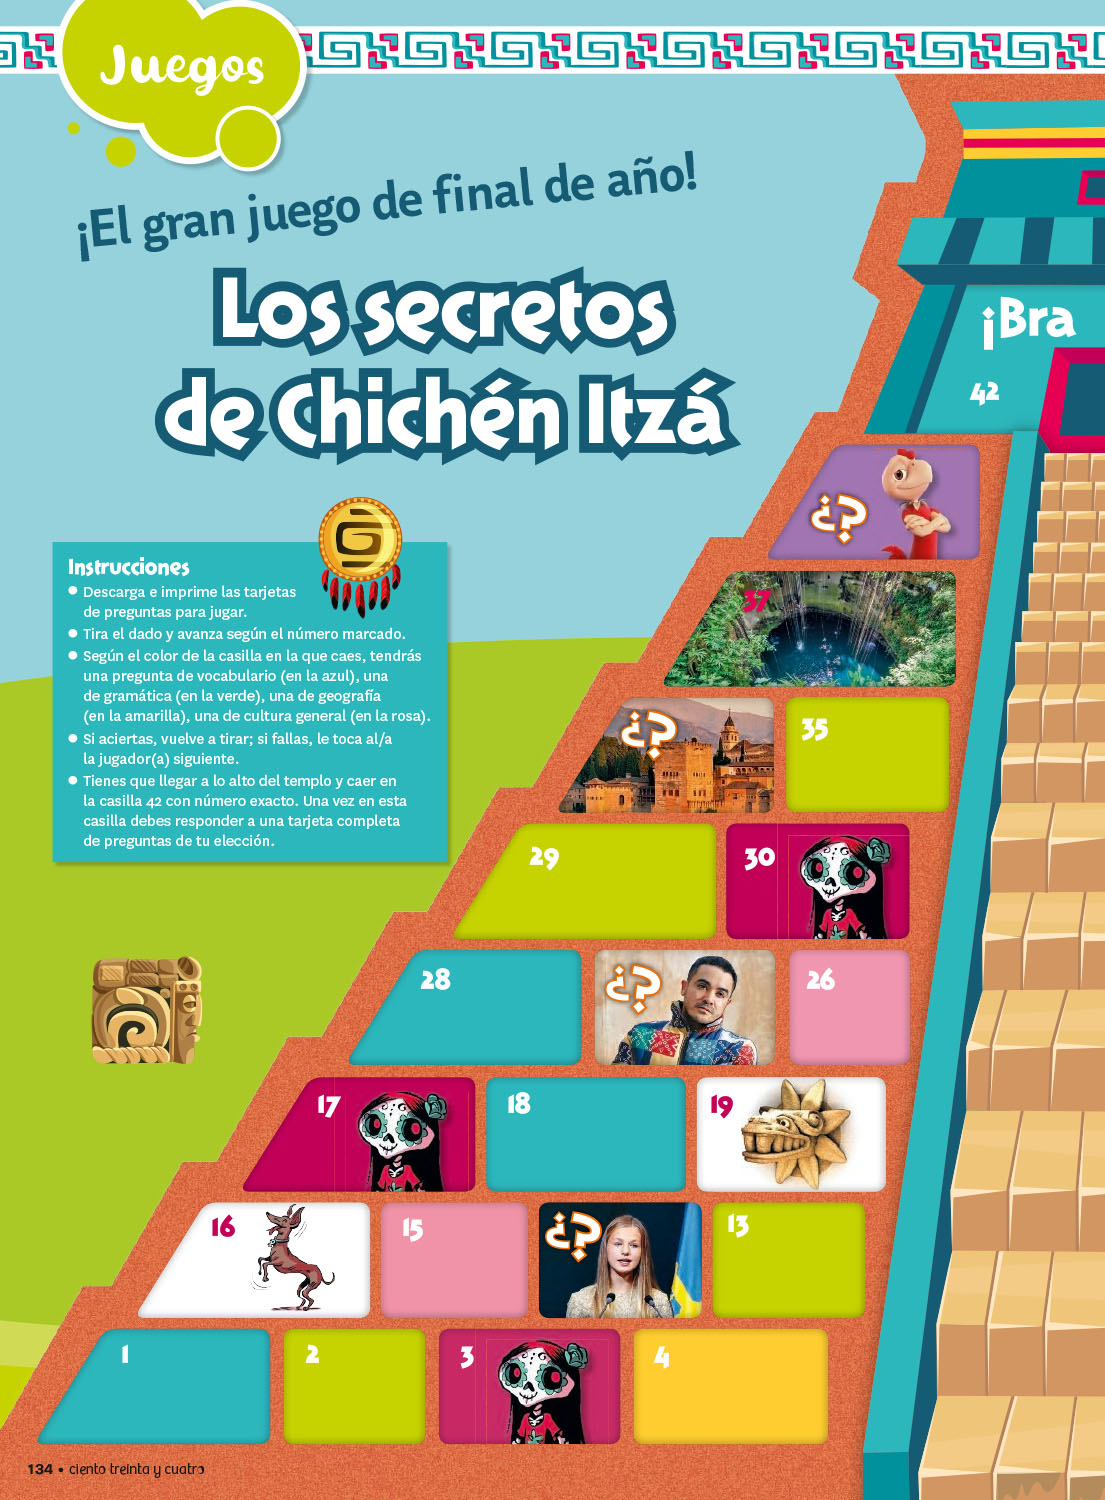 Juegos
¡El gran juego de final de año!
Los secretos
de Chichén Itzá
¡Bra
42
¿?
37
Instrucciones
● Descarga e imprime las tarjetas
de preguntas para jugar.
● Tira el dado y avanza según el número marcado.
● Según el color de la casilla en la que caes, tendrás
una pregunta de vocabulario (en la azul), una
de gramática (en la verde), una de geografía
(en la amarilla), una de cultura general (en la rosa).
● Si aciertas, vuelve a tirar; si fallas, le toca al/a
la jugador(a) siguiente.
● Tienes que llegar a lo alto del templo y caer en
la casilla 42 con número exacto. Una vez en esta
casilla debes responder a una tarjeta completa
de preguntas de tu elección.
¿? 35
29 30
28 ¿? 26
17 18 19
16 15 ¿? 13
1 2 3 4
134 • ciento treinta y cuatro